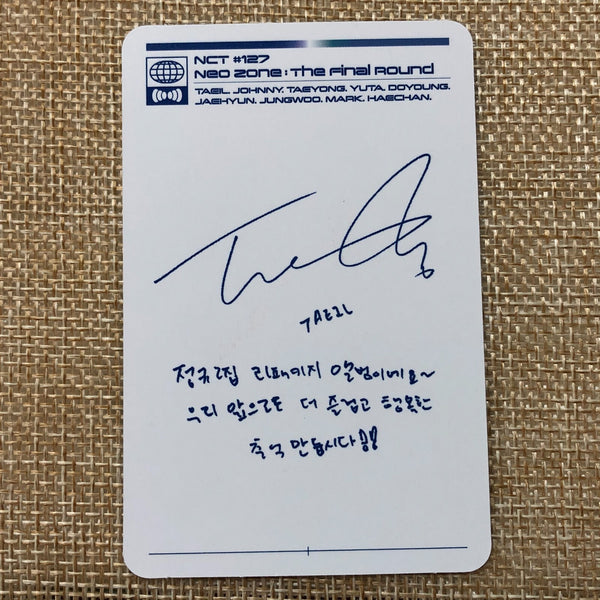 NCT #127
Neo Zone : The Final Round
TAEIL. JOHNNY. TAEYONG. YUTA. DOYOUNG.
JAEHYUN. JUNGWOO. MARK. HAECHAN.
TAEIL
정규2집 리패키지 앨범이네요~
우리 앞으로도 더 즐겁고 행복한
추억 만듭시다!!